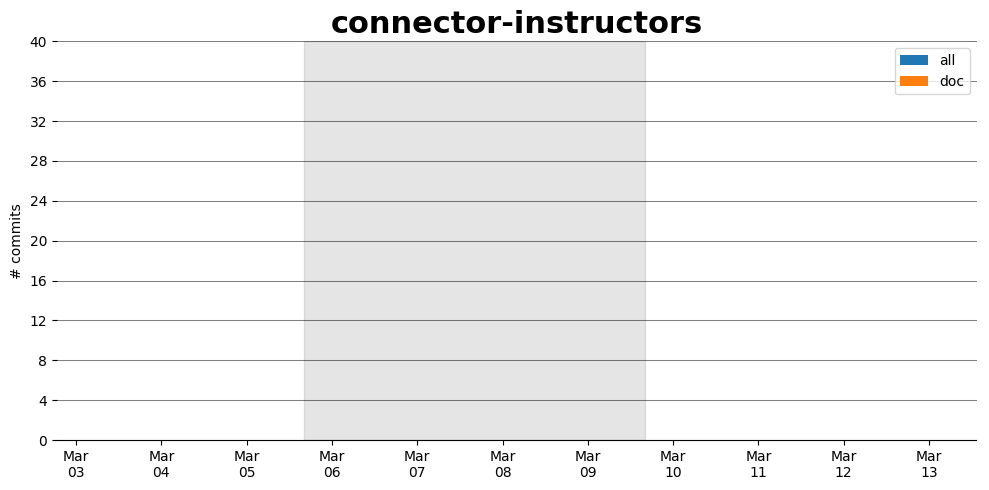 connector-instructors
40
36
32
28
24
20
16
12
8
4
0
# commits
all
doc
Mar Mar Mar Mar Mar Mar Mar Mar Mar Mar Mar
03 04 05 06 07 08 09 10 11 12 13